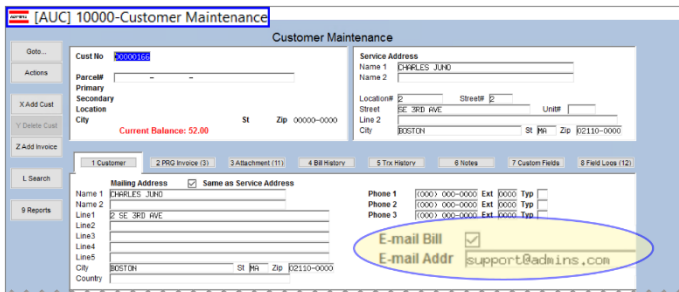 [AUC] 10000-Customer Maintenance
Customer Maintenance
Goto...
Actions
X Add Cust
Y Delete Cust
Z Add Invoice
L Search
9 Reports
Cust No 00000166
Parcel# - -
Primary
Secondary
Location
City St Zip 00000-0000
Current Balance: 52.00
Service Address
Name 1 CHARLES JUNO
Name 2
Location# 2 Street# 2
Street SE 3RD AVE Unit#
Line 2
City BOSTON St MA Zip 02110-0000
1 Customer 2 PRG Invoice (3) 3 Attachment (11) 4 Bill History 5 Trx History 6 Notes 7 Custom Fields 8 Field Logs (12)
Mailing Address Same as Service Address
Name 1 CHARLES JUNO
Name 2
Line1 2 SE 3RD AVE
Line2
Line3
Line4
Line5
City BOSTON St MA Zip 02110-0000
Country
Phone 1 (000) 000-0000 Ext 0000 Typ
Phone 2 (000) 000-0000 Ext 0000 Typ
Phone 3 (000) 000-0000 Ext 0000 Typ
E-mail Bill
E-mail Addr support@admins.com